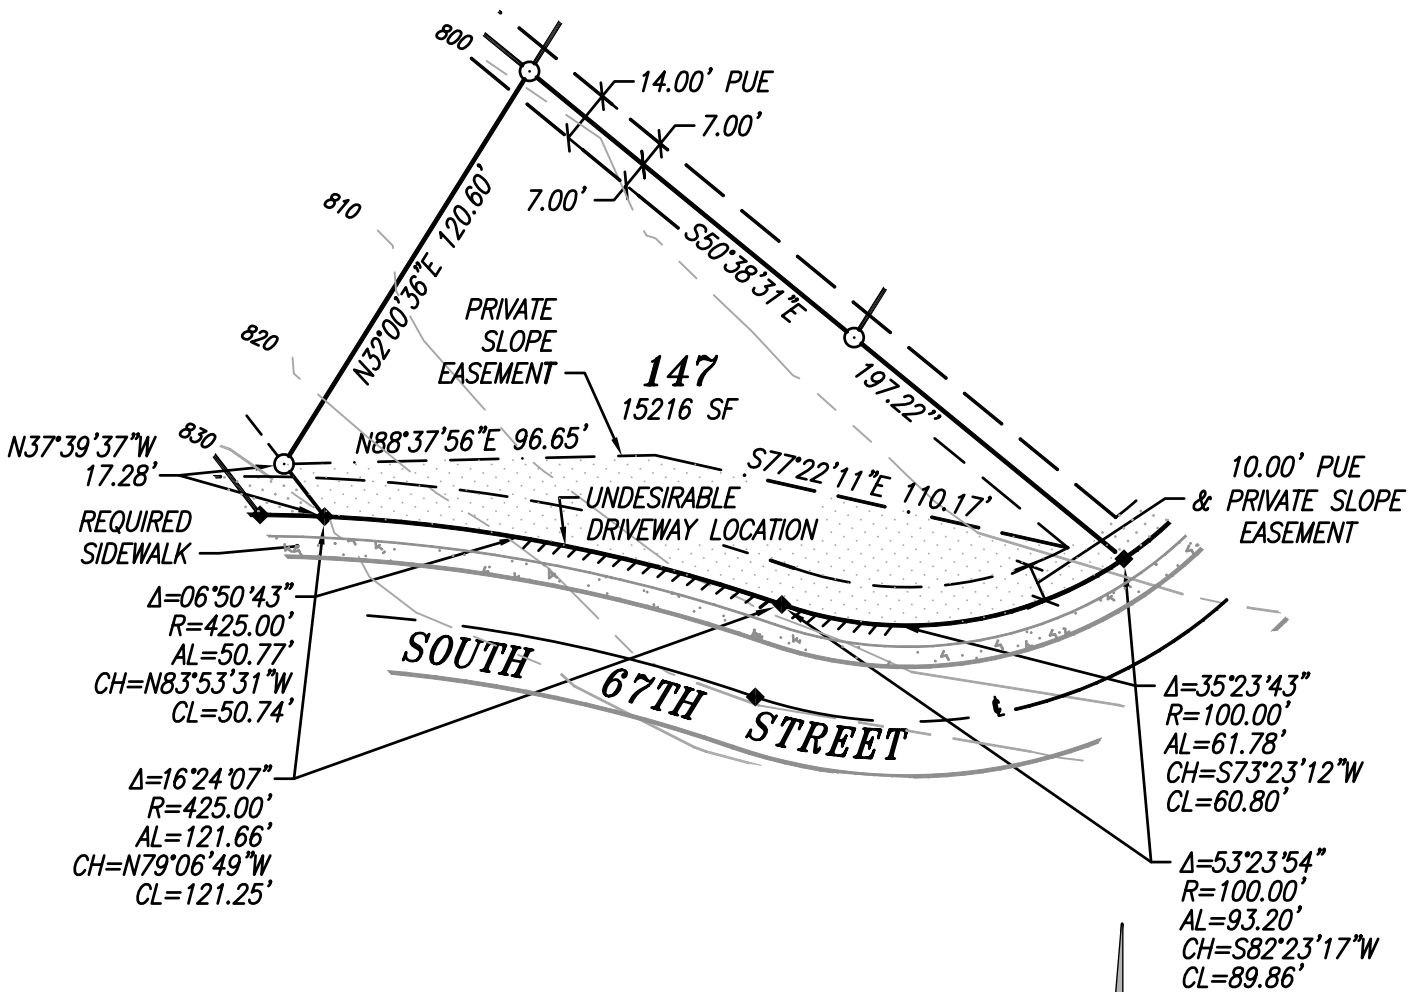 800
14.00' PUE
7.00'
7.00'
810
N32°00'36"E 120.60'
S50°38'31"E
197.22"
820
PRIVATE
SLOPE
EASEMENT
147
15216 SF
830
N37°39'37"W
17.28'
N88°37'56"E 96.65'
S77°22'11"E 110.17'
10.00' PUE
& PRIVATE SLOPE
EASEMENT
UNDESIRABLE
DRIVEWAY LOCATION
REQUIRED
SIDEWALK
Δ=06°50'43"
R=425.00'
AL=50.77'
CH=N83°53'31"W
CL=50.74'
SOUTH 67TH STREET
℄
Δ=35°23'43"
R=100.00'
AL=61.78'
CH=S73°23'12"W
CL=60.80'
Δ=16°24'07"
R=425.00'
AL=121.66'
CH=N79°06'49"W
CL=121.25'
Δ=53°23'54"
R=100.00'
AL=93.20'
CH=S82°23'17"W
CL=89.86'